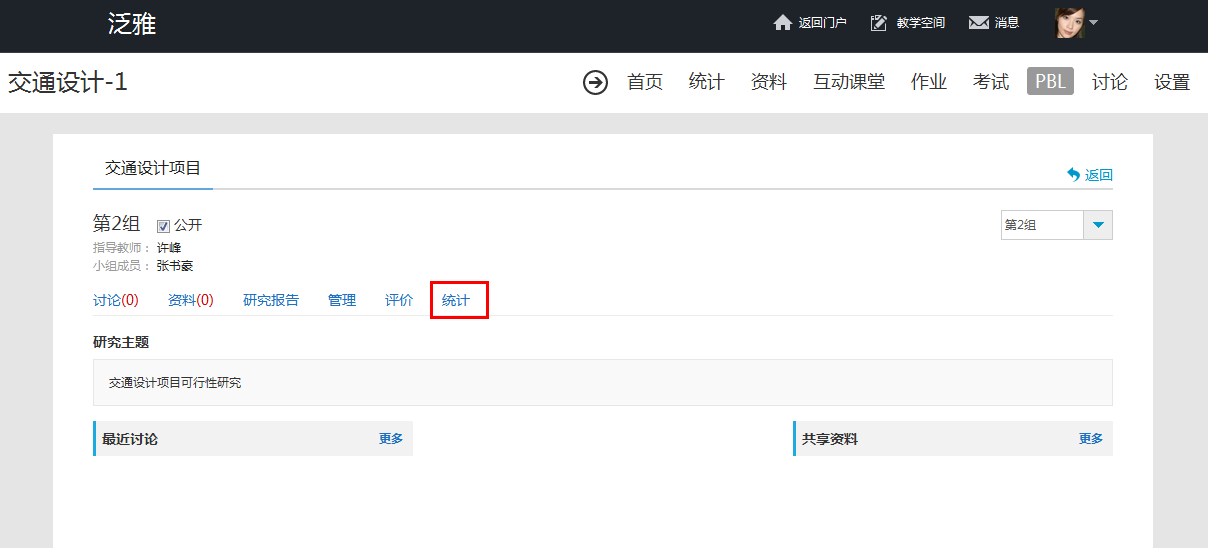 泛雅
返回门户 教学空间 消息
交通设计-1
首页 统计 资料 互动课堂 作业 考试 PBL 讨论 设置
交通设计项目
返回
第2组 公开
第2组
指导教师： 许峰
小组成员： 张书豪
讨论(0) 资料(0) 研究报告 管理 评价 统计
研究主题
交通设计项目可行性研究
最近讨论 更多
共享资料 更多